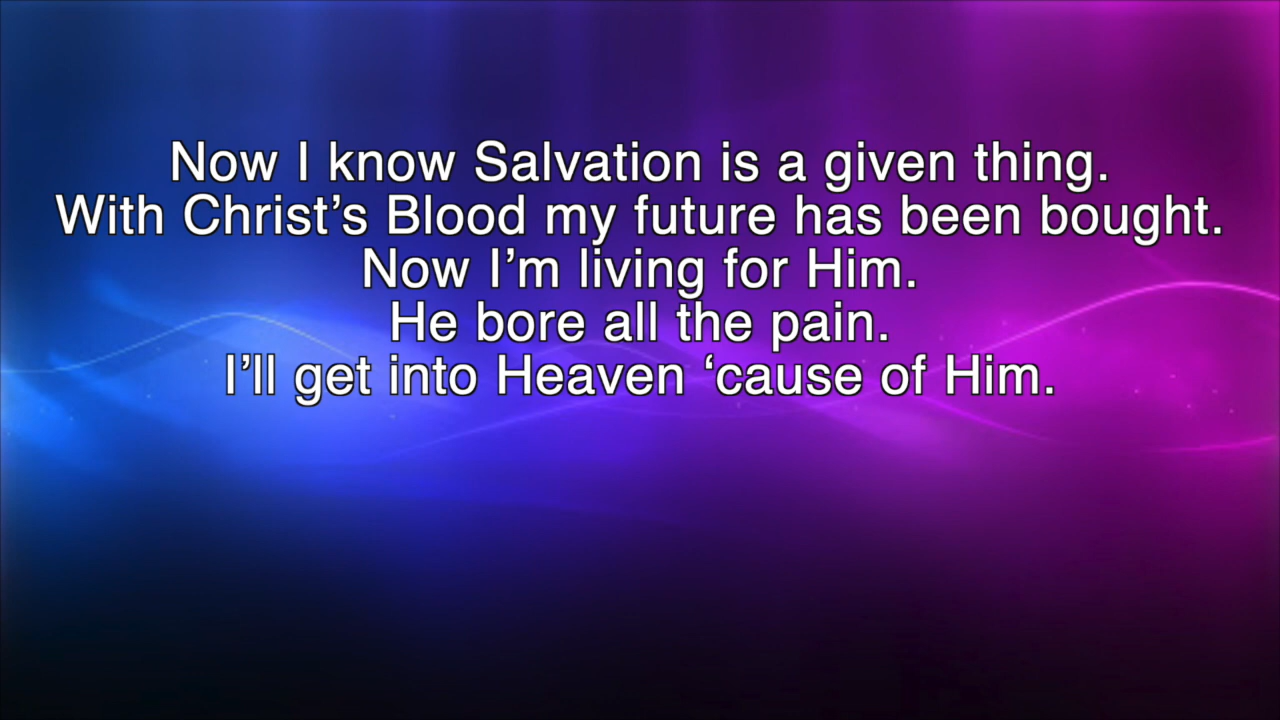 Now I know Salvation is a given thing.
With Christ’s Blood my future has been bought.
Now I’m living for Him.
He bore all the pain.
I’ll get into Heaven ‘cause of Him.